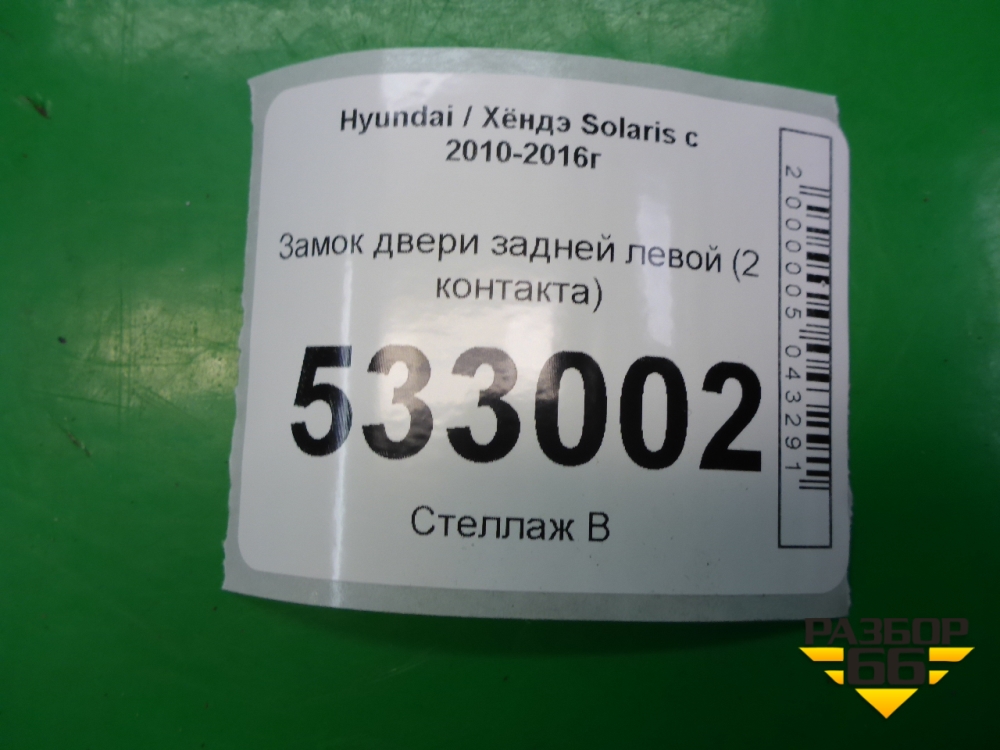 Hyundai / Хёндэ Solaris с
2010-2016г
Замок двери задней левой (2
контакта)
533002
Стеллаж В
2000005043291
РАЗБОР
66